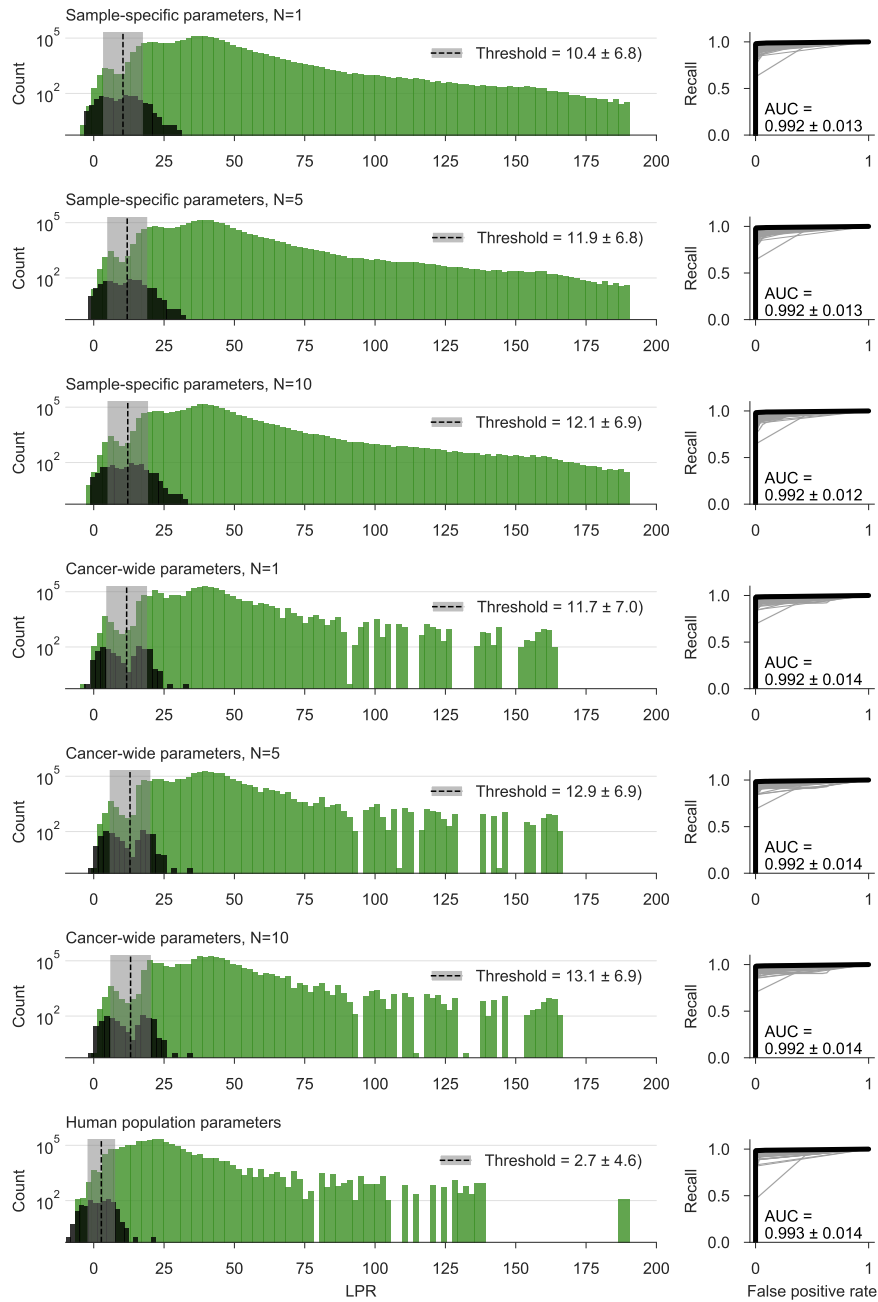 Sample-specific parameters, N=1
10^5
10^2
Count
Threshold = 10.4 ± 6.8)
0 25 50 75 100 125 150 175 200
Recall
1.0
0.5
0.0
AUC =
0.992 ± 0.013
0 1
Sample-specific parameters, N=5
10^5
10^2
Count
Threshold = 11.9 ± 6.8)
0 25 50 75 100 125 150 175 200
Recall
1.0
0.5
0.0
AUC =
0.992 ± 0.013
0 1
Sample-specific parameters, N=10
10^5
10^2
Count
Threshold = 12.1 ± 6.9)
0 25 50 75 100 125 150 175 200
Recall
1.0
0.5
0.0
AUC =
0.992 ± 0.012
0 1
Cancer-wide parameters, N=1
10^5
10^2
Count
Threshold = 11.7 ± 7.0)
0 25 50 75 100 125 150 175 200
Recall
1.0
0.5
0.0
AUC =
0.992 ± 0.014
0 1
Cancer-wide parameters, N=5
10^5
10^2
Count
Threshold = 12.9 ± 6.9)
0 25 50 75 100 125 150 175 200
Recall
1.0
0.5
0.0
AUC =
0.992 ± 0.014
0 1
Cancer-wide parameters, N=10
10^5
10^2
Count
Threshold = 13.1 ± 6.9)
0 25 50 75 100 125 150 175 200
Recall
1.0
0.5
0.0
AUC =
0.992 ± 0.014
0 1
Human population parameters
10^5
10^2
Count
Threshold = 2.7 ± 4.6)
0 25 50 75 100 125 150 175 200
LPR
Recall
1.0
0.5
0.0
AUC =
0.993 ± 0.014
0 1
False positive rate